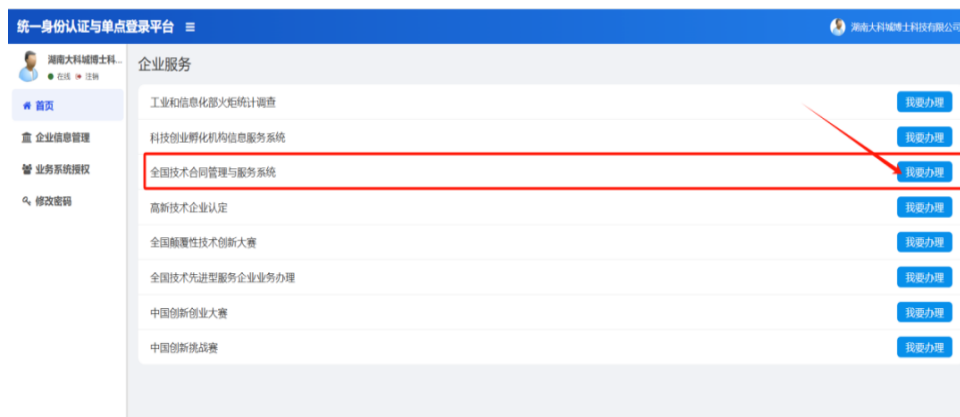 统一身份认证与单点登录平台
湖南大科城博士科技有限公司
湖南大科城博士科...
在线 注销
首页
企业信息管理
业务系统授权
修改密码
企业服务
工业和信息化部火炬统计调查 我要办理
科技创业孵化机构信息服务系统 我要办理
全国技术合同管理与服务系统 我要办理
高新技术企业认定 我要办理
全国颠覆性技术创新大赛 我要办理
全国技术先进型服务企业业务办理 我要办理
中国创新创业大赛 我要办理
中国创新挑战赛 我要办理